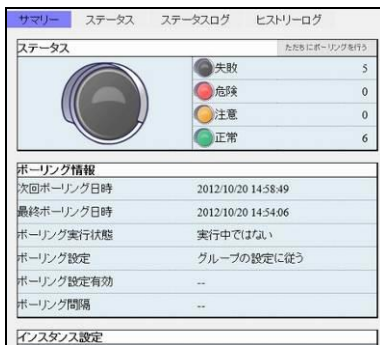 サマリー ステータス ステータスログ ヒストリーログ
ステータス ただちにポーリングを行う
失敗 5
危険 0
注意 0
正常 6
ポーリング情報
次回ポーリング日時 2012/10/20 14:58:49
最終ポーリング日時 2012/10/20 14:54:06
ポーリング実行状態 実行中ではない
ポーリング設定 グループの設定に従う
ポーリング設定有効 --
ポーリング間隔 --
インスタンス設定